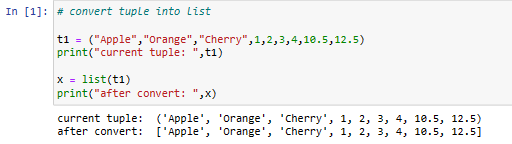 In [1]: # convert tuple into list
t1 = ("Apple","Orange","Cherry",1,2,3,4,10.5,12.5)
print("current tuple: ",t1)
x = list(t1)
print("after convert: ",x)
current tuple:  ('Apple', 'Orange', 'Cherry', 1, 2, 3, 4, 10.5, 12.5)
after convert:  ['Apple', 'Orange', 'Cherry', 1, 2, 3, 4, 10.5, 12.5]